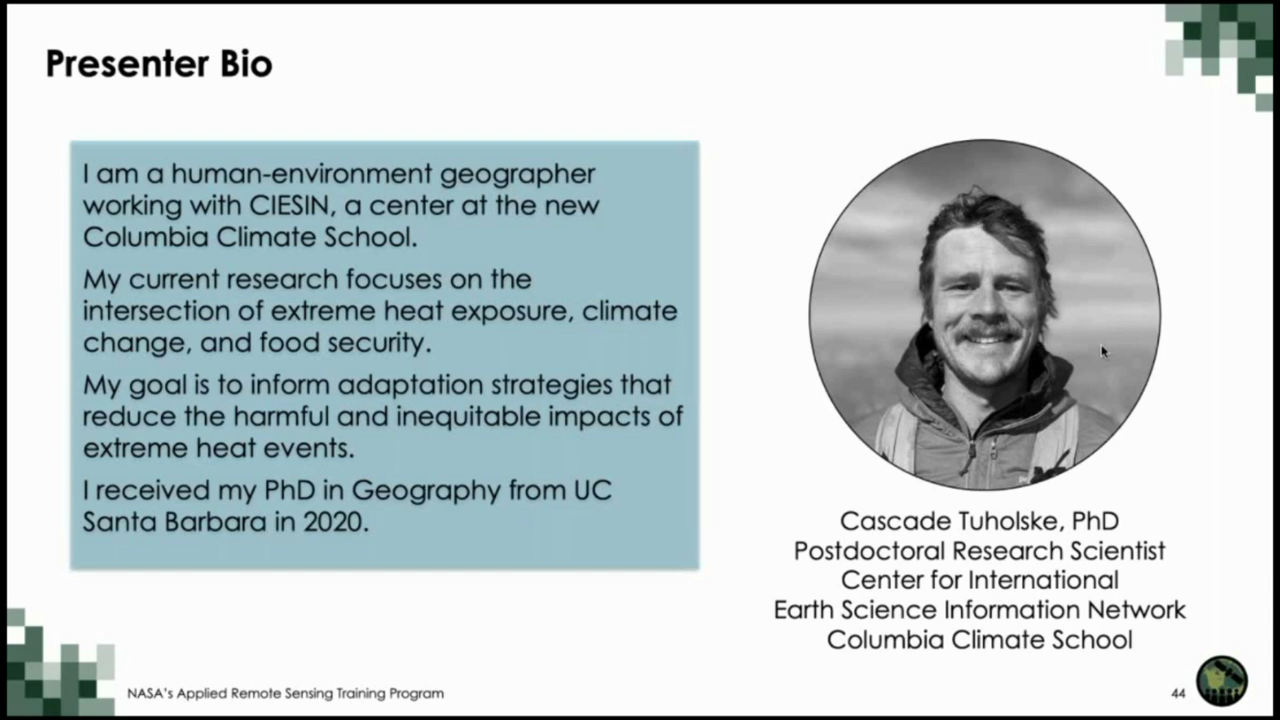 Presenter Bio
I am a human-environment geographer
working with CIESIN, a center at the new
Columbia Climate School.
My current research focuses on the
intersection of extreme heat exposure, climate
change, and food security.
My goal is to inform adaptation strategies that
reduce the harmful and inequitable impacts of
extreme heat events.
I received my PhD in Geography from UC
Santa Barbara in 2020.
Cascade Tuholske, PhD
Postdoctoral Research Scientist
Center for International
Earth Science Information Network
Columbia Climate School
NASA's Applied Remote Sensing Training Program
44